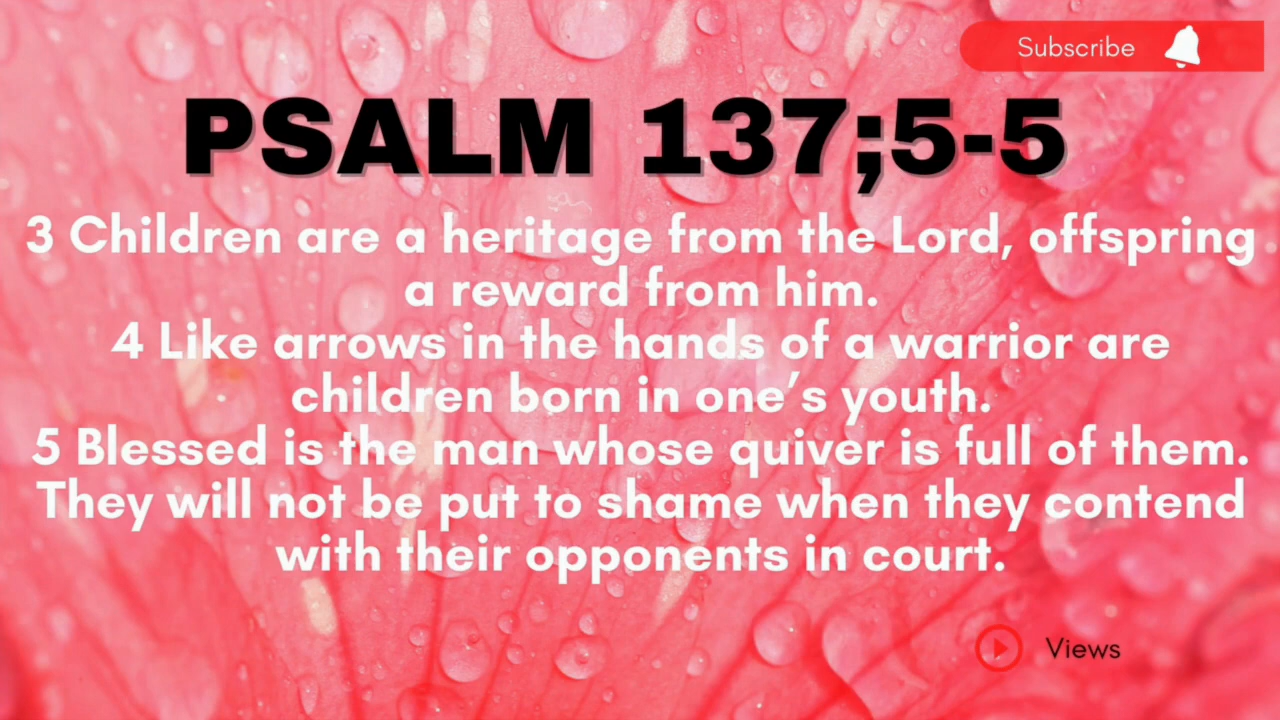 Subscribe
PSALM 137;5-5
3 Children are a heritage from the Lord, offspring
a reward from him.
4 Like arrows in the hands of a warrior are
children born in one’s youth.
5 Blessed is the man whose quiver is full of them.
They will not be put to shame when they contend
with their opponents in court.
Views